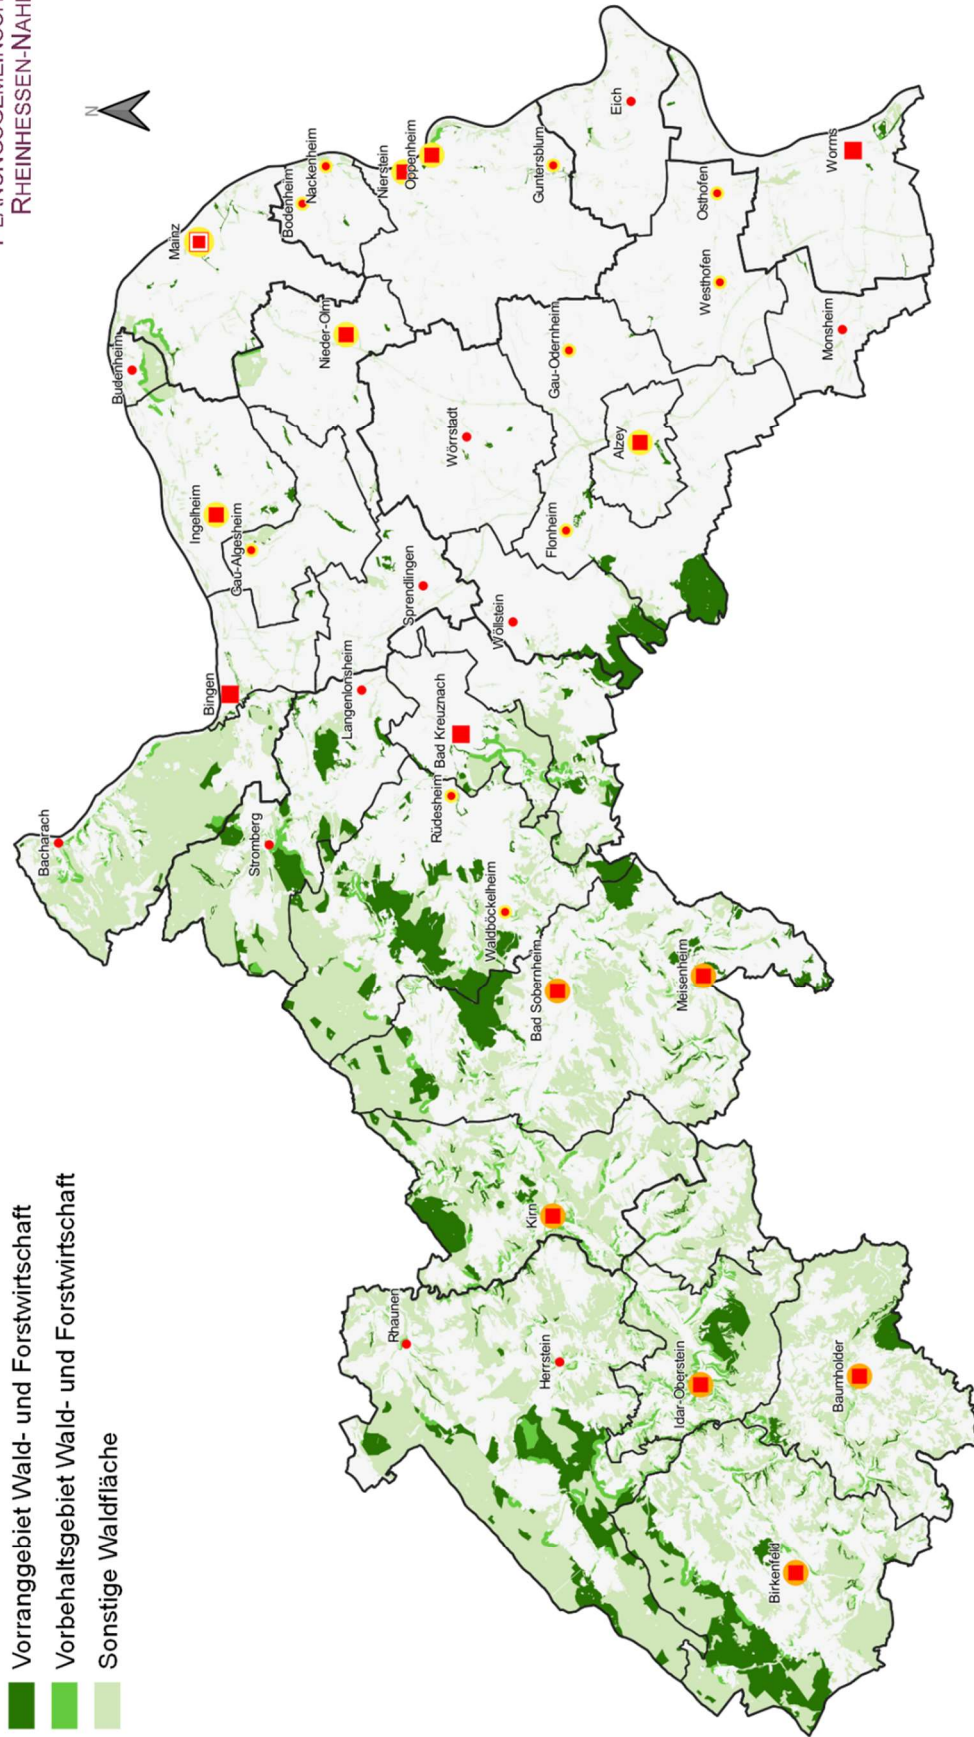 RHEINHESSEN-NAHE
N
Vorranggebiet Wald- und Forstwirtschaft
Vorbehaltsgebiet Wald- und Forstwirtschaft
Sonstige Waldfläche
Bacharach
Bingen
Stromberg
Ingelheim
Gau-Algesheim
Budenheim
Mainz
Bodenheim
Nackenheim
Nieder-Olm
Nierstein
Oppenheim
Langenlonsheim
Sprendlingen
Wörrstadt
Guntersblum
Eich
Rüdesheim
Bad Kreuznach
Wöllstein
Flonheim
Gau-Odernheim
Alzey
Westhofen
Osthofen
Worms
Monsheim
Waldböckelheim
Bad Sobernheim
Meisenheim
Kirn
Rhaunen
Herrstein
Idar-Oberstein
Baumholder
Birkenfeld